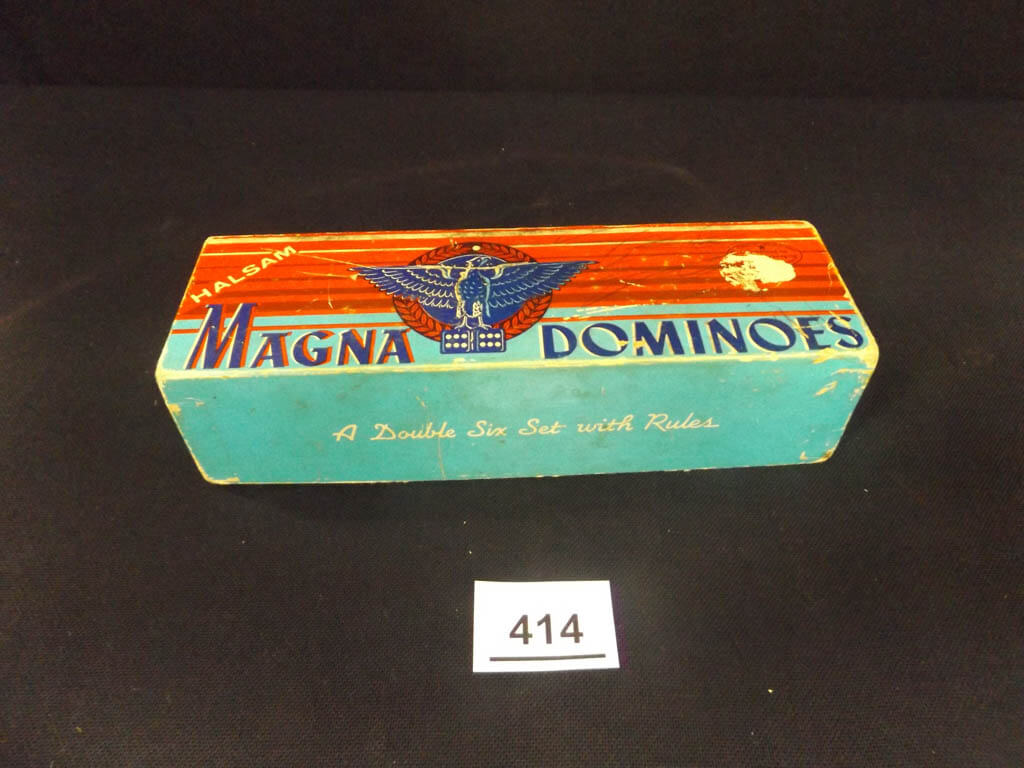 HALSAM
MAGNA DOMINOES
A Double Six Set with Rules
414